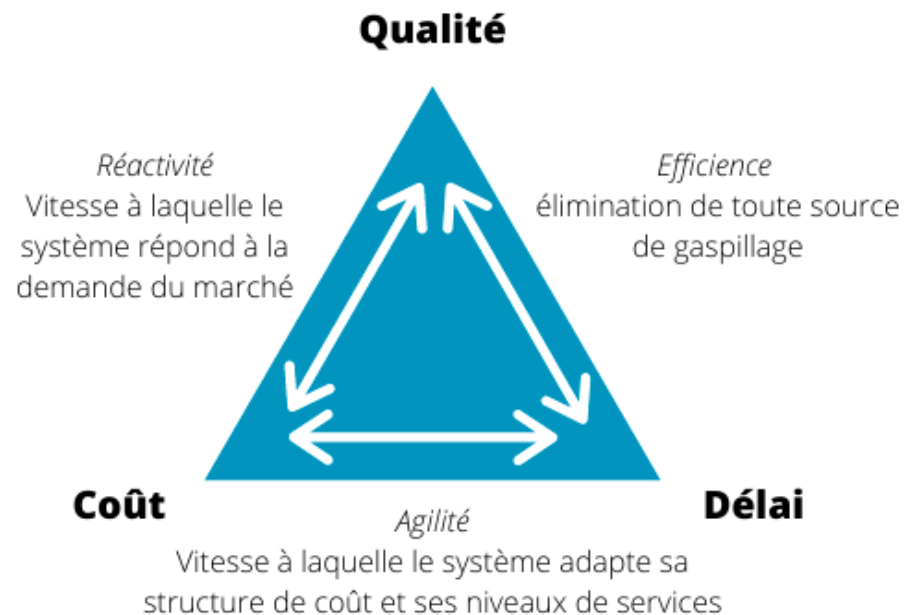 Qualité
Réactivité
Vitesse à laquelle le
système répond à la
demande du marché
Efficience
élimination de toute source
de gaspillage
Coût
Délai
Agilité
Vitesse à laquelle le système adapte sa
structure de coût et ses niveaux de services